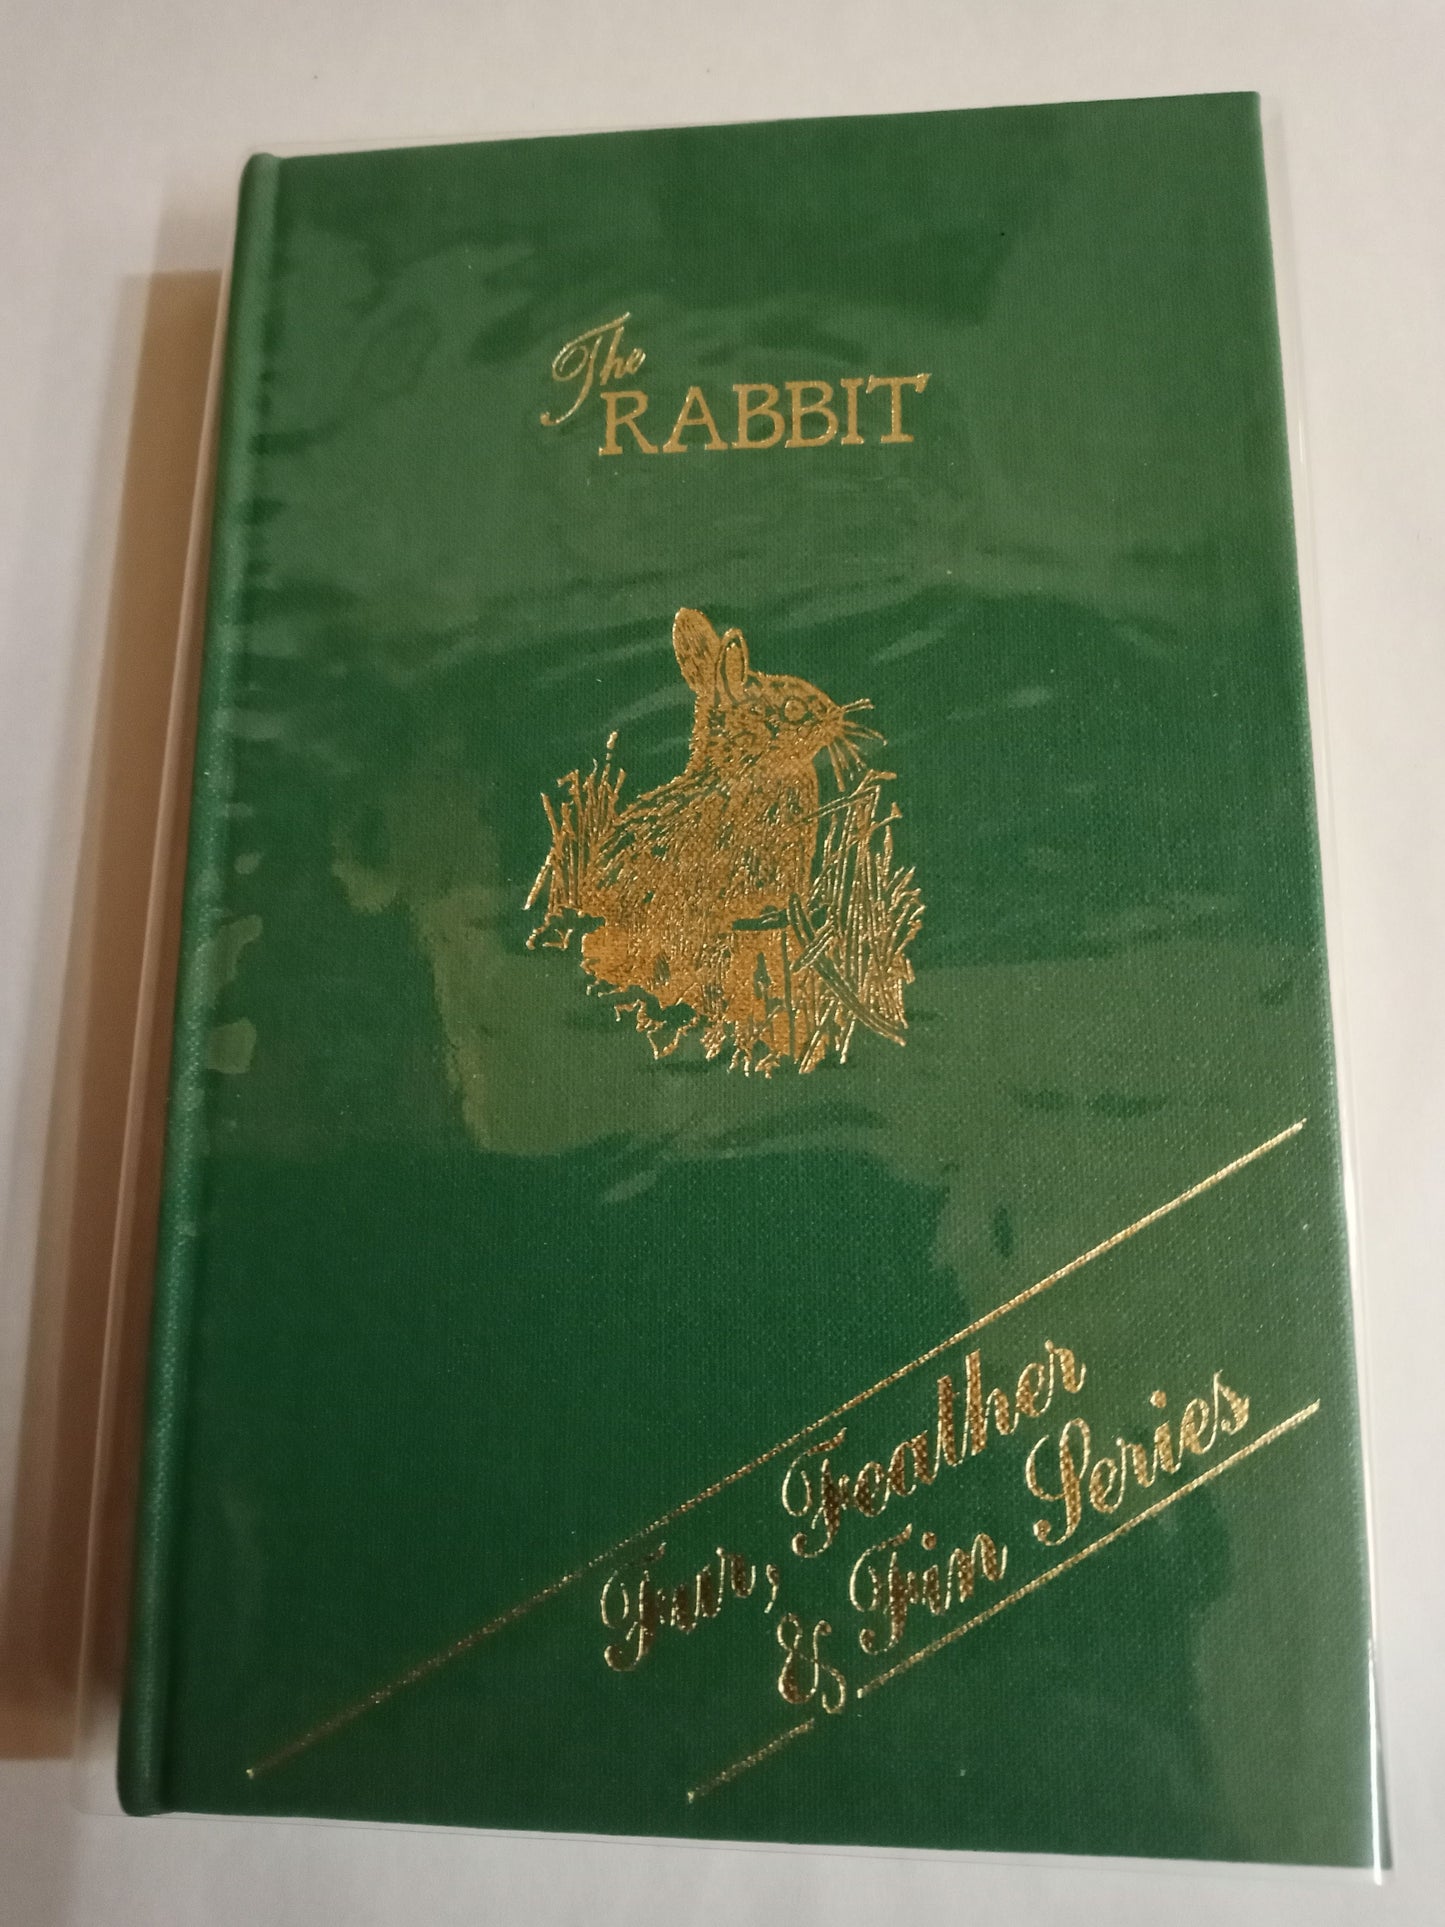 The
RABBIT
Fur, Feather
& Fin Series